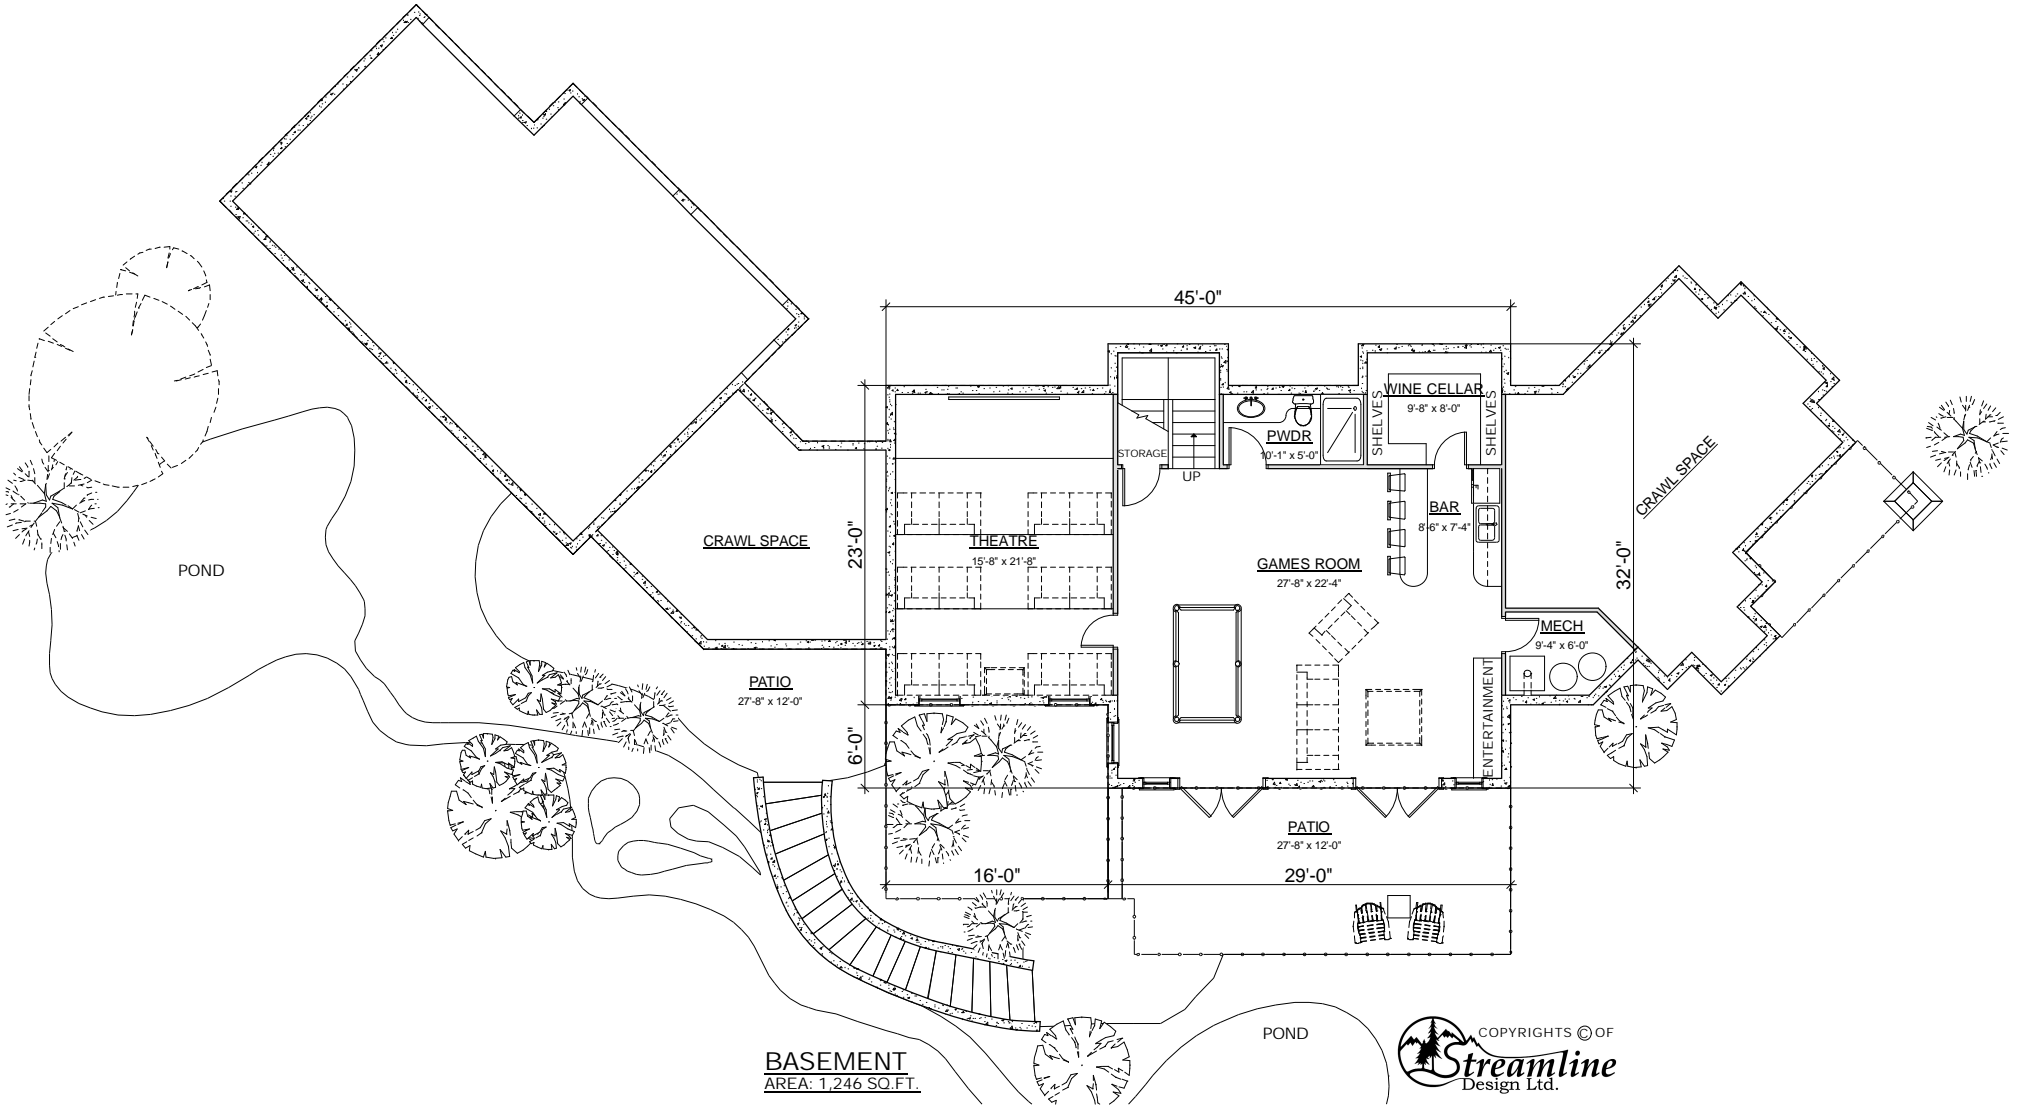 45'-0"
WINE CELLAR
9'-8" x 8'-0"
SHELVES
SHELVES
PWDR
10'-1" x 5'-0"
STORAGE
UP
CRAWL SPACE
BAR
8'-6" x 7'-4"
CRAWL SPACE
23'-0"
THEATRE
15'-8" x 21'-8"
GAMES ROOM
27'-8" x 22'-4"
32'-0"
POND
MECH
9'-4" x 6'-0"
PATIO
27'-8" x 12'-0"
ENTERTAINMENT
6'-0"
PATIO
27'-8" x 12'-0"
16'-0"
29'-0"
POND
BASEMENT
AREA: 1,246 SQ.FT.
COPYRIGHTS © OF
Streamline
Design Ltd.